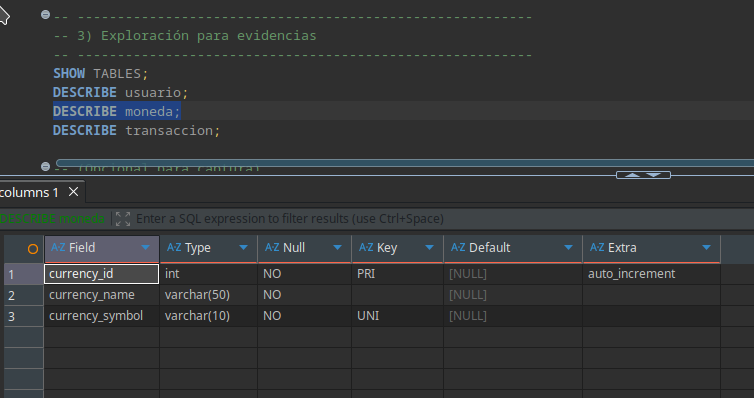 -- ---------------------------------------------------------
-- 3) Exploración para evidencias
-- ---------------------------------------------------------
SHOW TABLES;
DESCRIBE usuario;
DESCRIBE moneda;
DESCRIBE transaccion;
-- (Opcional para captura)
columns 1
DESCRIBE moneda Enter a SQL expression to filter results (use Ctrl+Space)
A-Z Field A-Z Type A-Z Null A-Z Key A-Z Default A-Z Extra
1 currency_id int NO PRI [NULL] auto_increment
2 currency_name varchar(50) NO [NULL]
3 currency_symbol varchar(10) NO UNI [NULL]